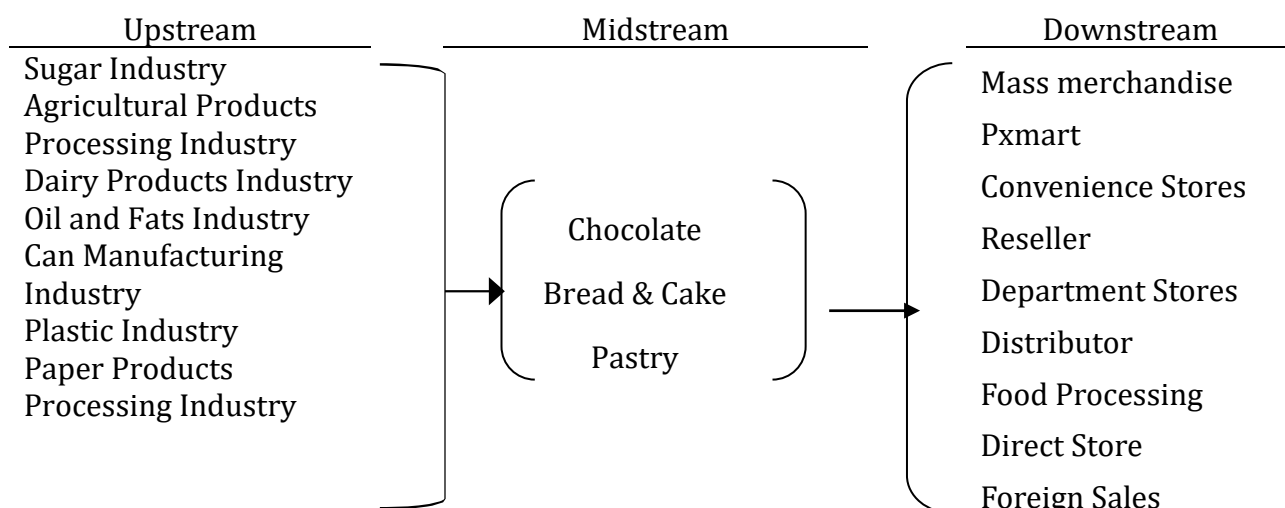 Upstream
Sugar Industry
Agricultural Products
Processing Industry
Dairy Products Industry
Oil and Fats Industry
Can Manufacturing
Industry
Plastic Industry
Paper Products
Processing Industry
Midstream
Chocolate
Bread & Cake
Pastry
Downstream
Mass merchandise
Pxmart
Convenience Stores
Reseller
Department Stores
Distributor
Food Processing
Direct Store
Foreign Sales